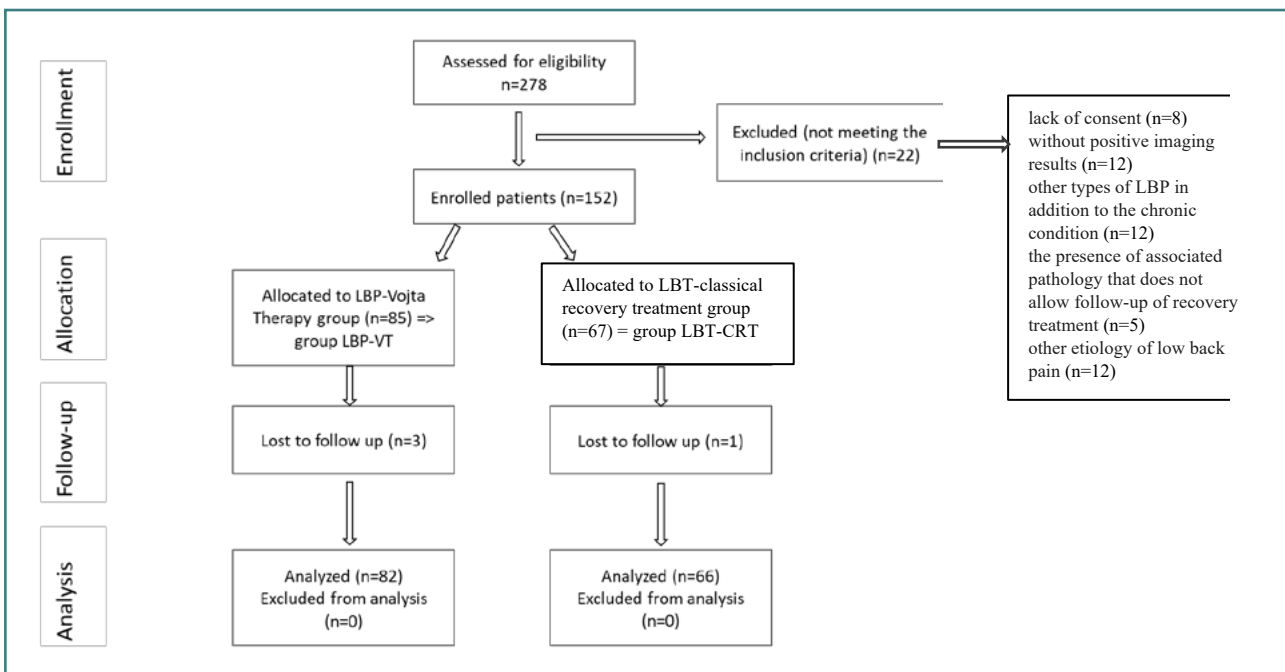 Enrollment
Assessed for eligibility
n=278
Excluded (not meeting the
inclusion criteria) (n=22)
lack of consent (n=8)
without positive imaging
results (n=12)
other types of LBP in
addition to the chronic
condition (n=12)
the presence of associated
pathology that does not
allow follow-up of recovery
treatment (n=5)
other etiology of low back
pain (n=12)
Enrolled patients (n=152)
Allocation
Allocated to LBP-Vojta
Therapy group (n=85) =>
group LBP-VT
Allocated to LBT-classical
recovery treatment group
(n=67) = group LBT-CRT
Follow-up
Lost to follow up (n=3)
Lost to follow up (n=1)
Analysis
Analyzed (n=82)
Excluded from analysis
(n=0)
Analyzed (n=66)
Excluded from analysis
(n=0)